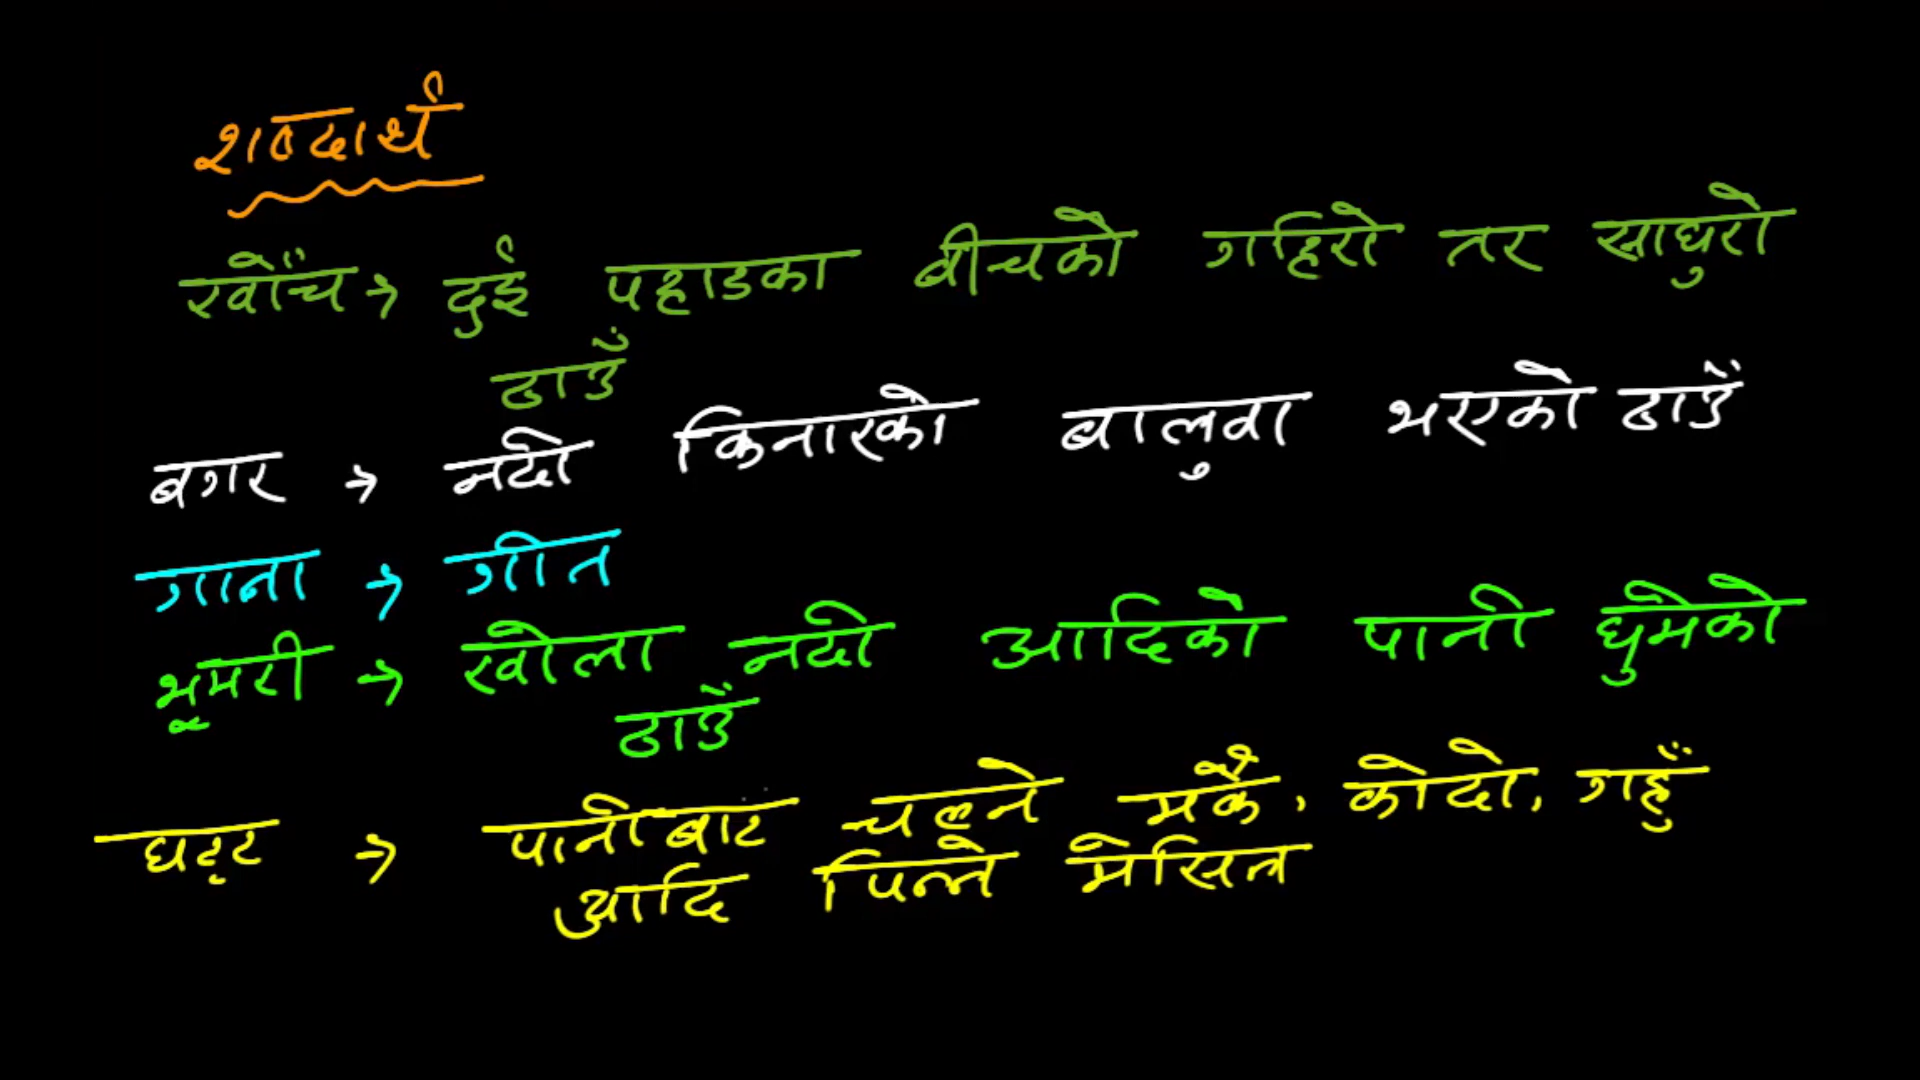 शब्दार्थ
खोँच → दुई पहाडका बीचको गहिरो तर साघुरो
ठाउँ
बगर → नदी किनारको बालुवा भएको ठाउँ
गाना → गीत
भूमरी → खोला नदी आदिको पानी घुमेको
ठाउँ
घट्ट → पानीबाट चल्ने मकै, कोदो, गहुँ
आदि पिन्ने मेसिन